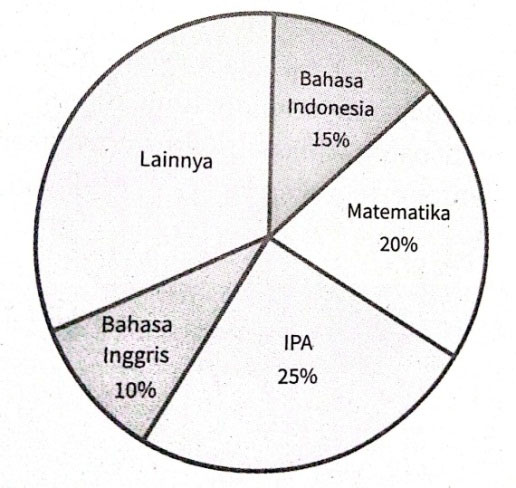 Bahasa
Indonesia
15%
Lainnya
Matematika
20%
Bahasa
Inggris
10%
IPA
25%